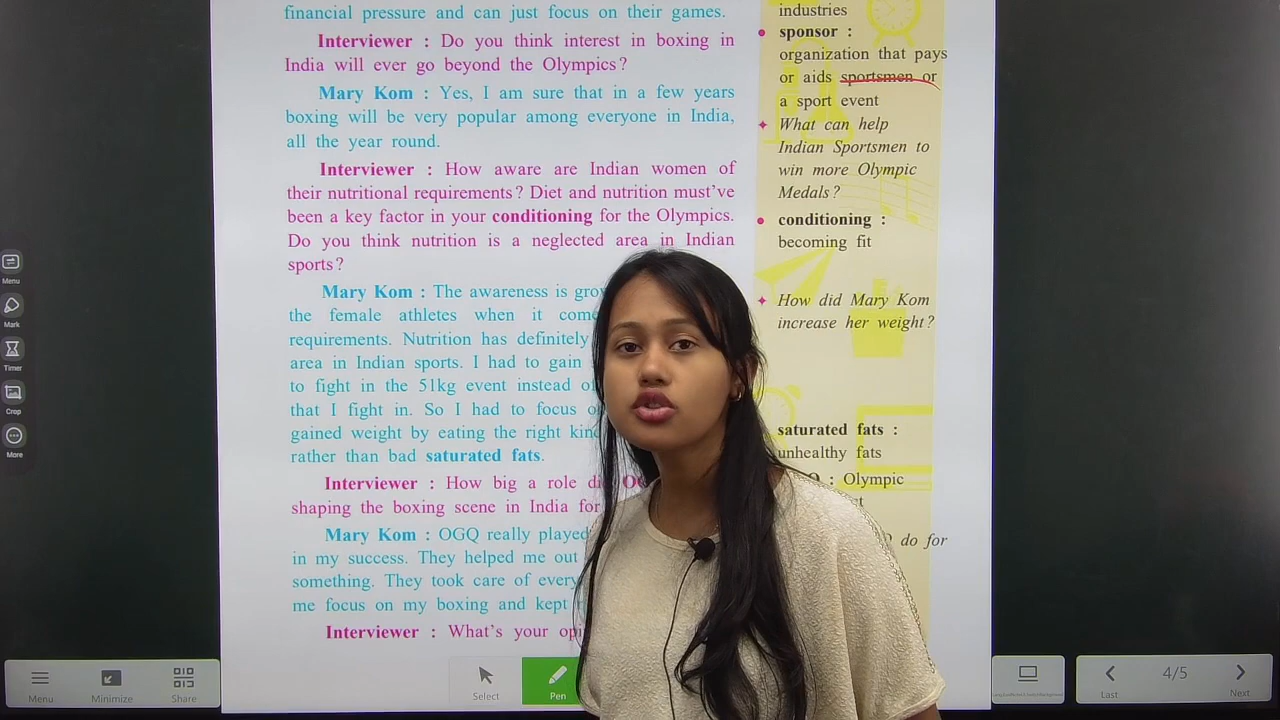 financial pressure and can just focus on their games.
Interviewer : Do you think interest in boxing in
India will ever go beyond the Olympics?
Mary Kom : Yes, I am sure that in a few years
boxing will be very popular among everyone in India,
all the year round.
Interviewer : How aware are Indian women of
their nutritional requirements? Diet and nutrition must've
been a key factor in your conditioning for the Olympics.
Do you think nutrition is a neglected area in Indian
sports?
Mary Kom : The awareness is
the female athletes when it
requirements. Nutrition has definitely
area in Indian sports. I had to gain
to fight in the 51kg event instead
that I fight in. So I had to focus
gained weight by eating the right
rather than bad saturated fats.
Interviewer : How big a role
shaping the boxing scene in India for
Mary Kom : OGQ really played
in my success. They helped me out
something. They took care of
me focus on my boxing and kept
Interviewer : What's your
industries
sponsor :
organization that pays
or aids sportsmen or
a sport event
What can help
Indian Sportsmen to
win more Olympic
Medals?
conditioning :
becoming fit
How did Mary Kom
increase her weight?
saturated fats :
unhealthy fats
: Olympic
do for
Menu
Mark
Timer
Crop
More
Menu
Minimize
Share
Select
Pen
Last
4/5
Next